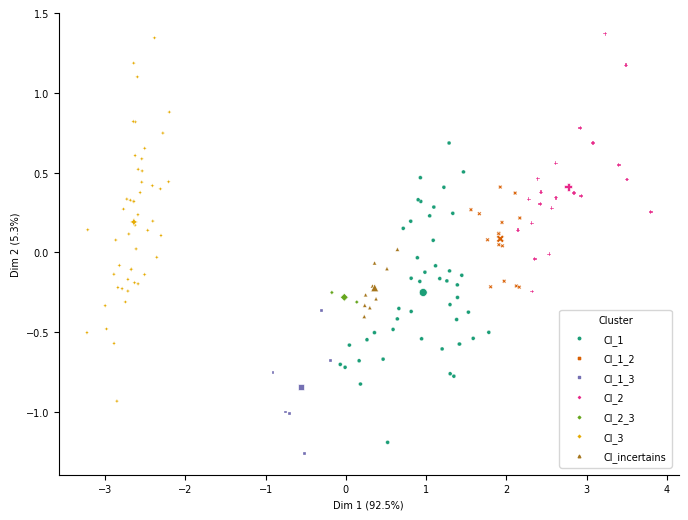 1.5
1.0
0.5
0.0
−0.5
−1.0
Dim 2 (5.3%)
Cluster
Cl_1
Cl_1_2
Cl_1_3
Cl_2
Cl_2_3
Cl_3
Cl_incertains
−3 −2 −1 0 1 2 3 4
Dim 1 (92.5%)